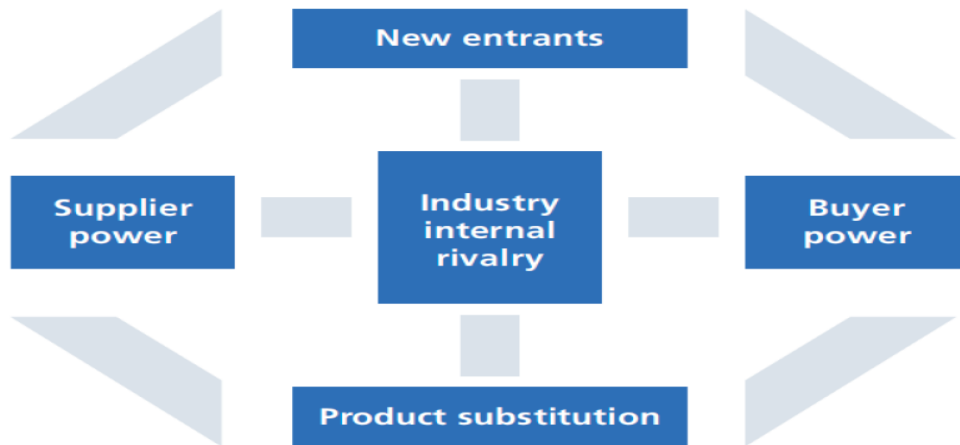 New entrants
Supplier
power
Industry
internal
rivalry
Buyer
power
Product substitution